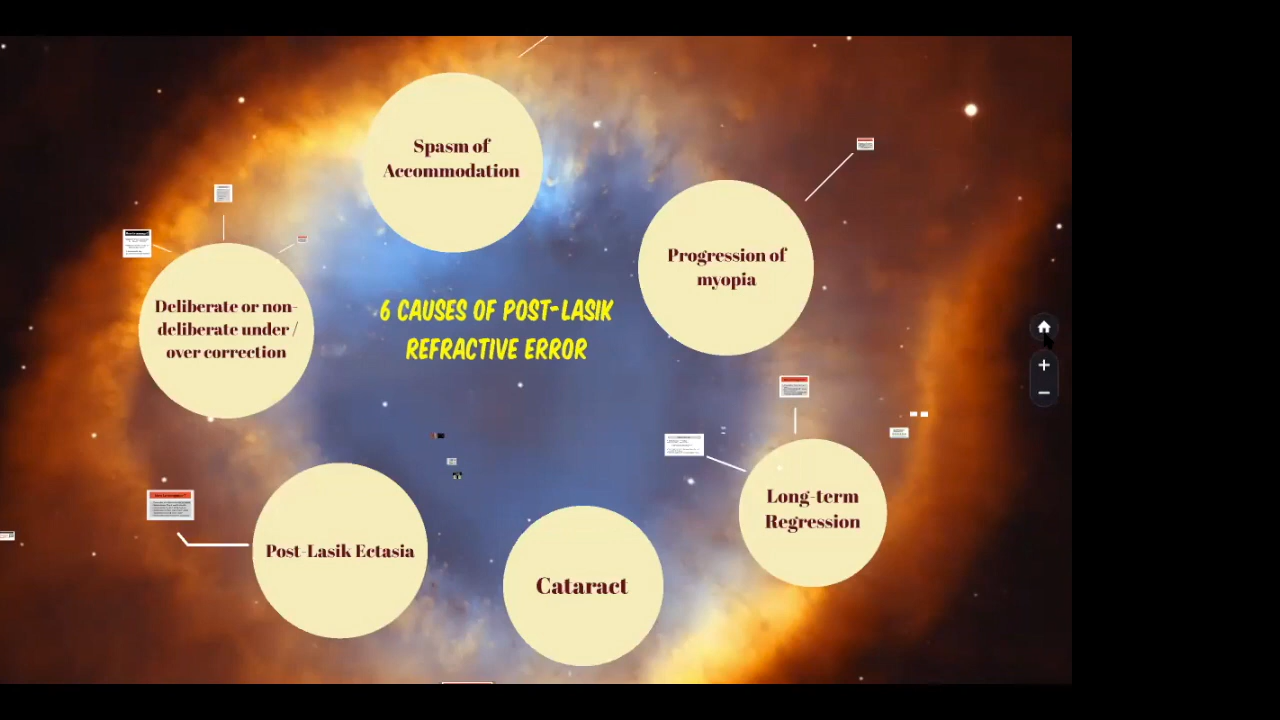 Spasm of
Accommodation
Progression of
myopia
Deliberate or non-
deliberate under /
over correction
6 CAUSES OF POST-LASIK
REFRACTIVE ERROR
Long-term
Regression
Post-Lasik Ectasia
Cataract
+
−